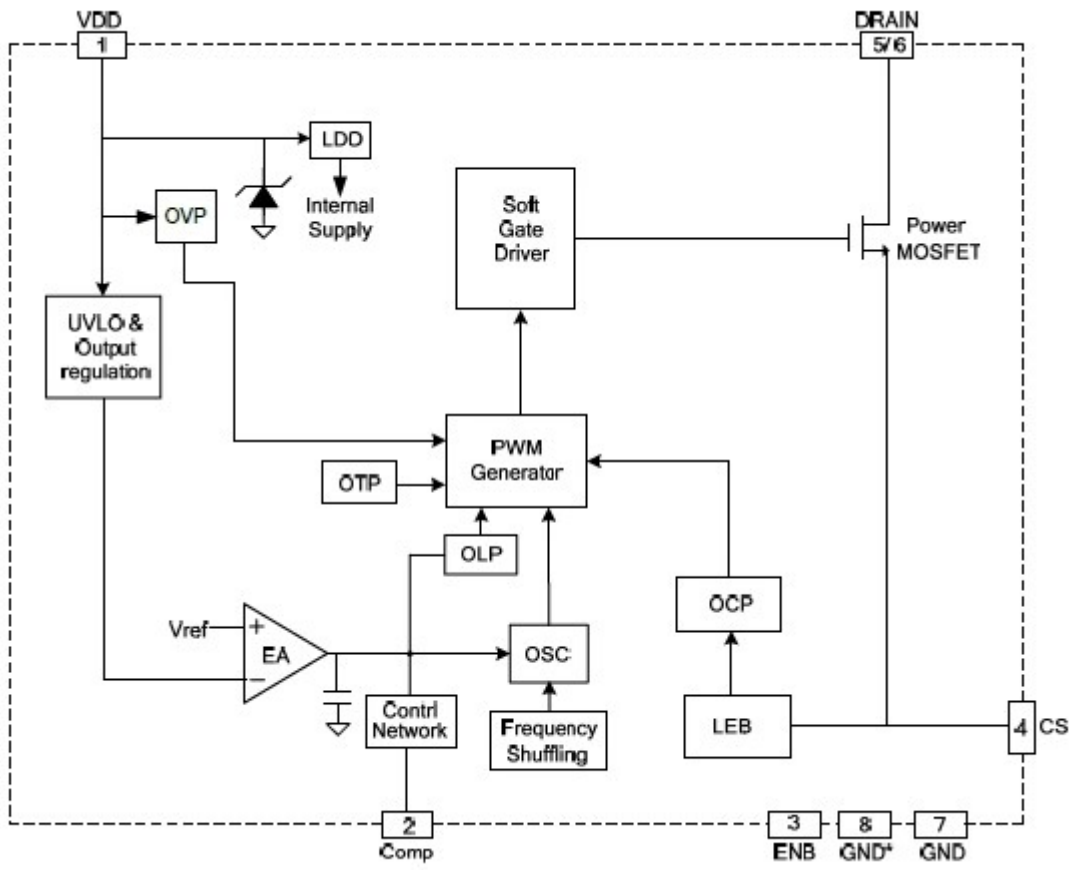 VDD
1
DRAIN
5/6
LDO
Internal
Supply
OVP
Soft
Gate
Driver
Power
MOSFET
UVLO &
Output
regulation
PWM
Generator
OTP
OLP
OCP
Vref
+
EA
−
OSC
Contrl
Network
Frequency
Shuffling
LEB
4
CS
2
Comp
3
ENB
8
GND*
7
GND